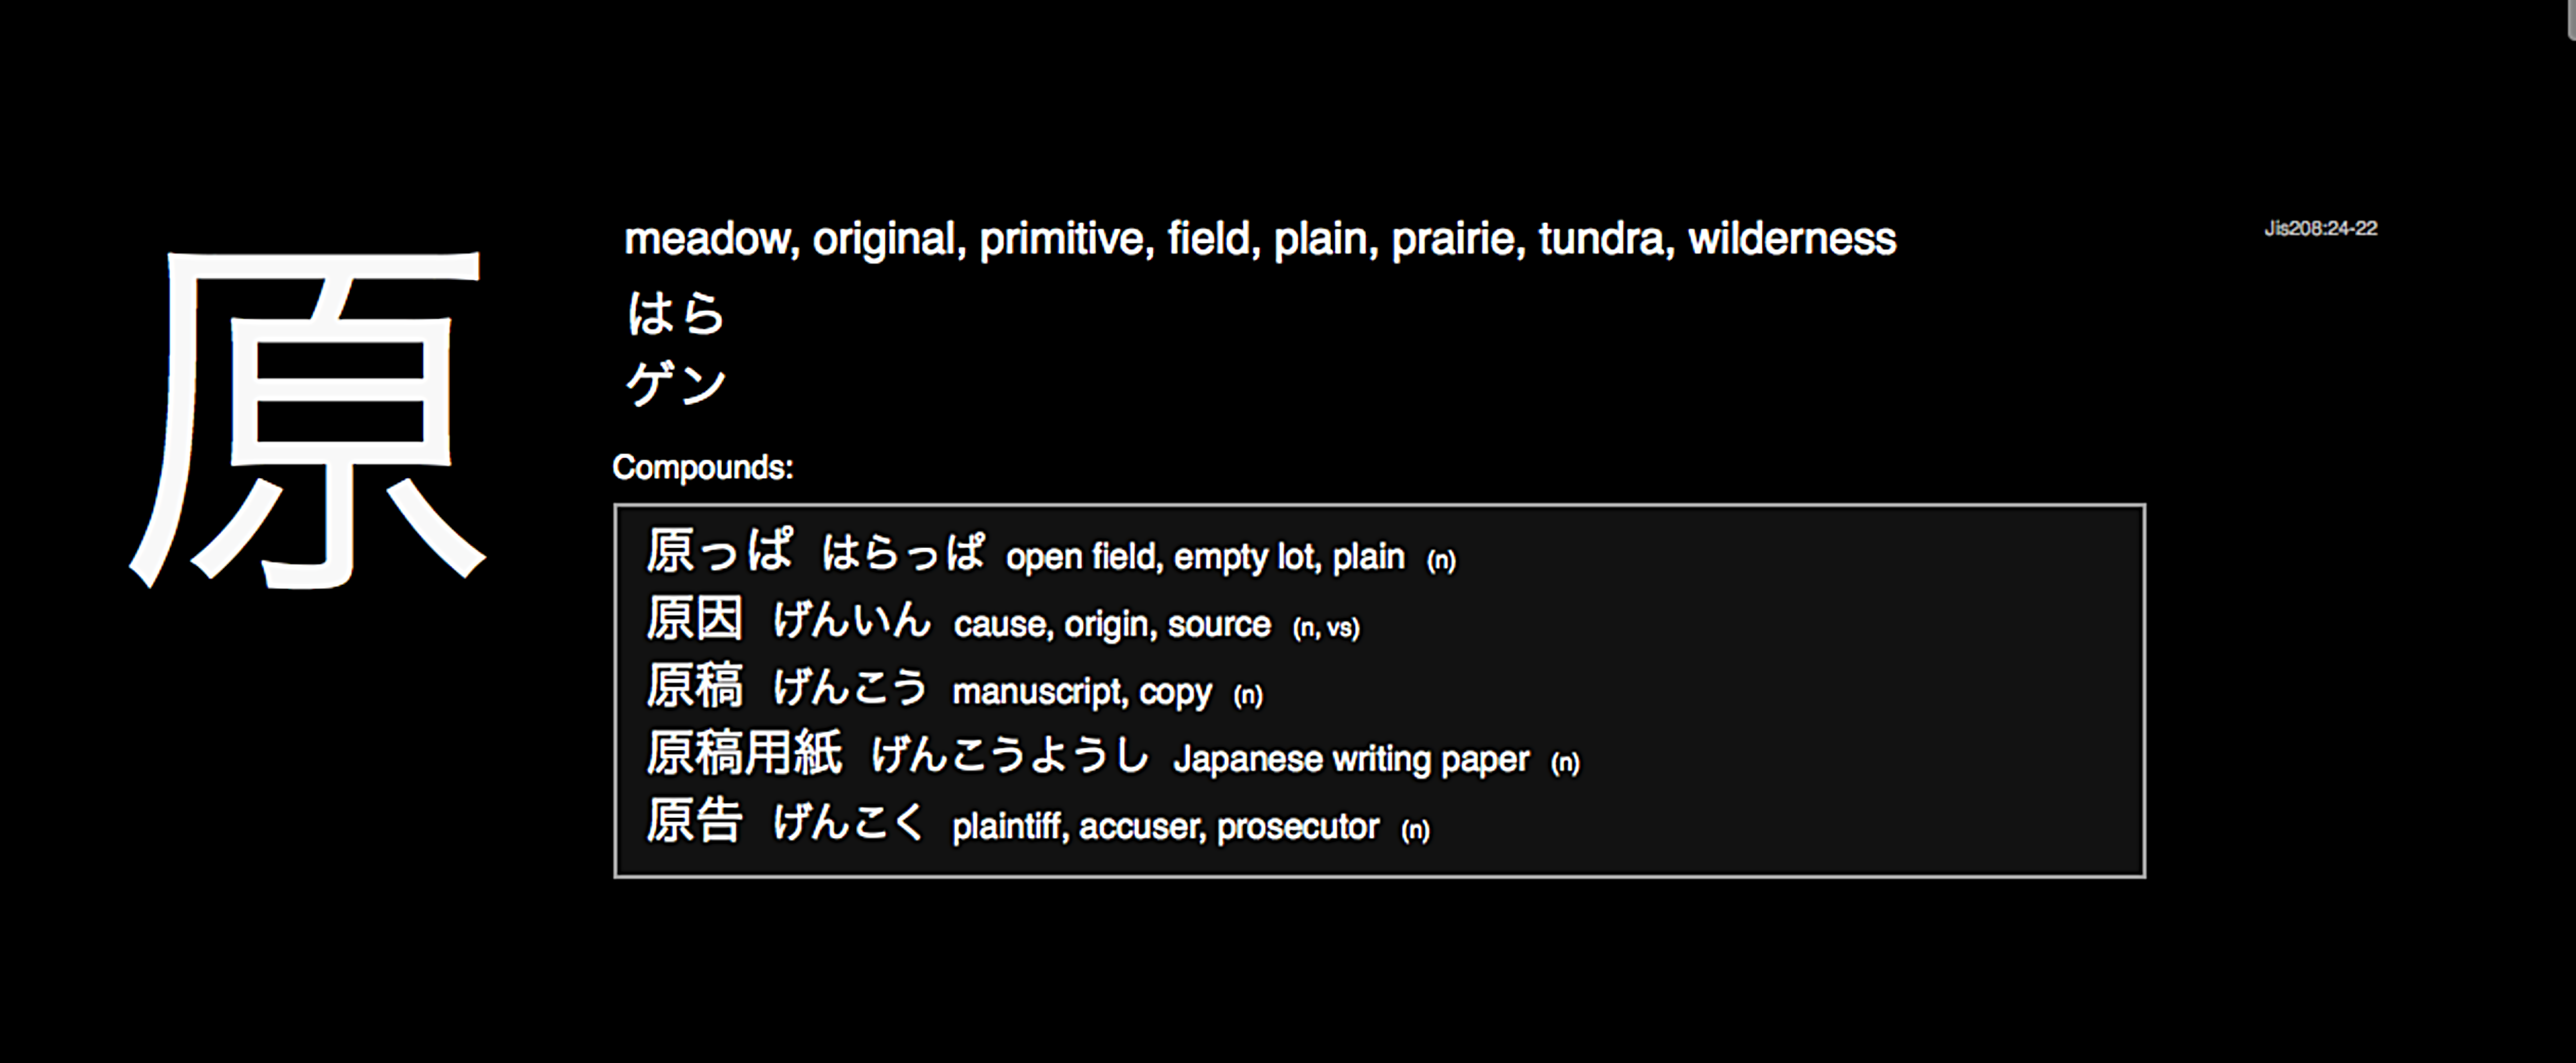 原
meadow, original, primitive, field, plain, prairie, tundra, wilderness
Jis208:24-22
はら
ゲン
Compounds:
原っぱ はらっぱ open field, empty lot, plain (n)
原因 げんいん cause, origin, source (n, vs)
原稿 げんこう manuscript, copy (n)
原稿用紙 げんこうようし Japanese writing paper (n)
原告 げんこく plaintiff, accuser, prosecutor (n)